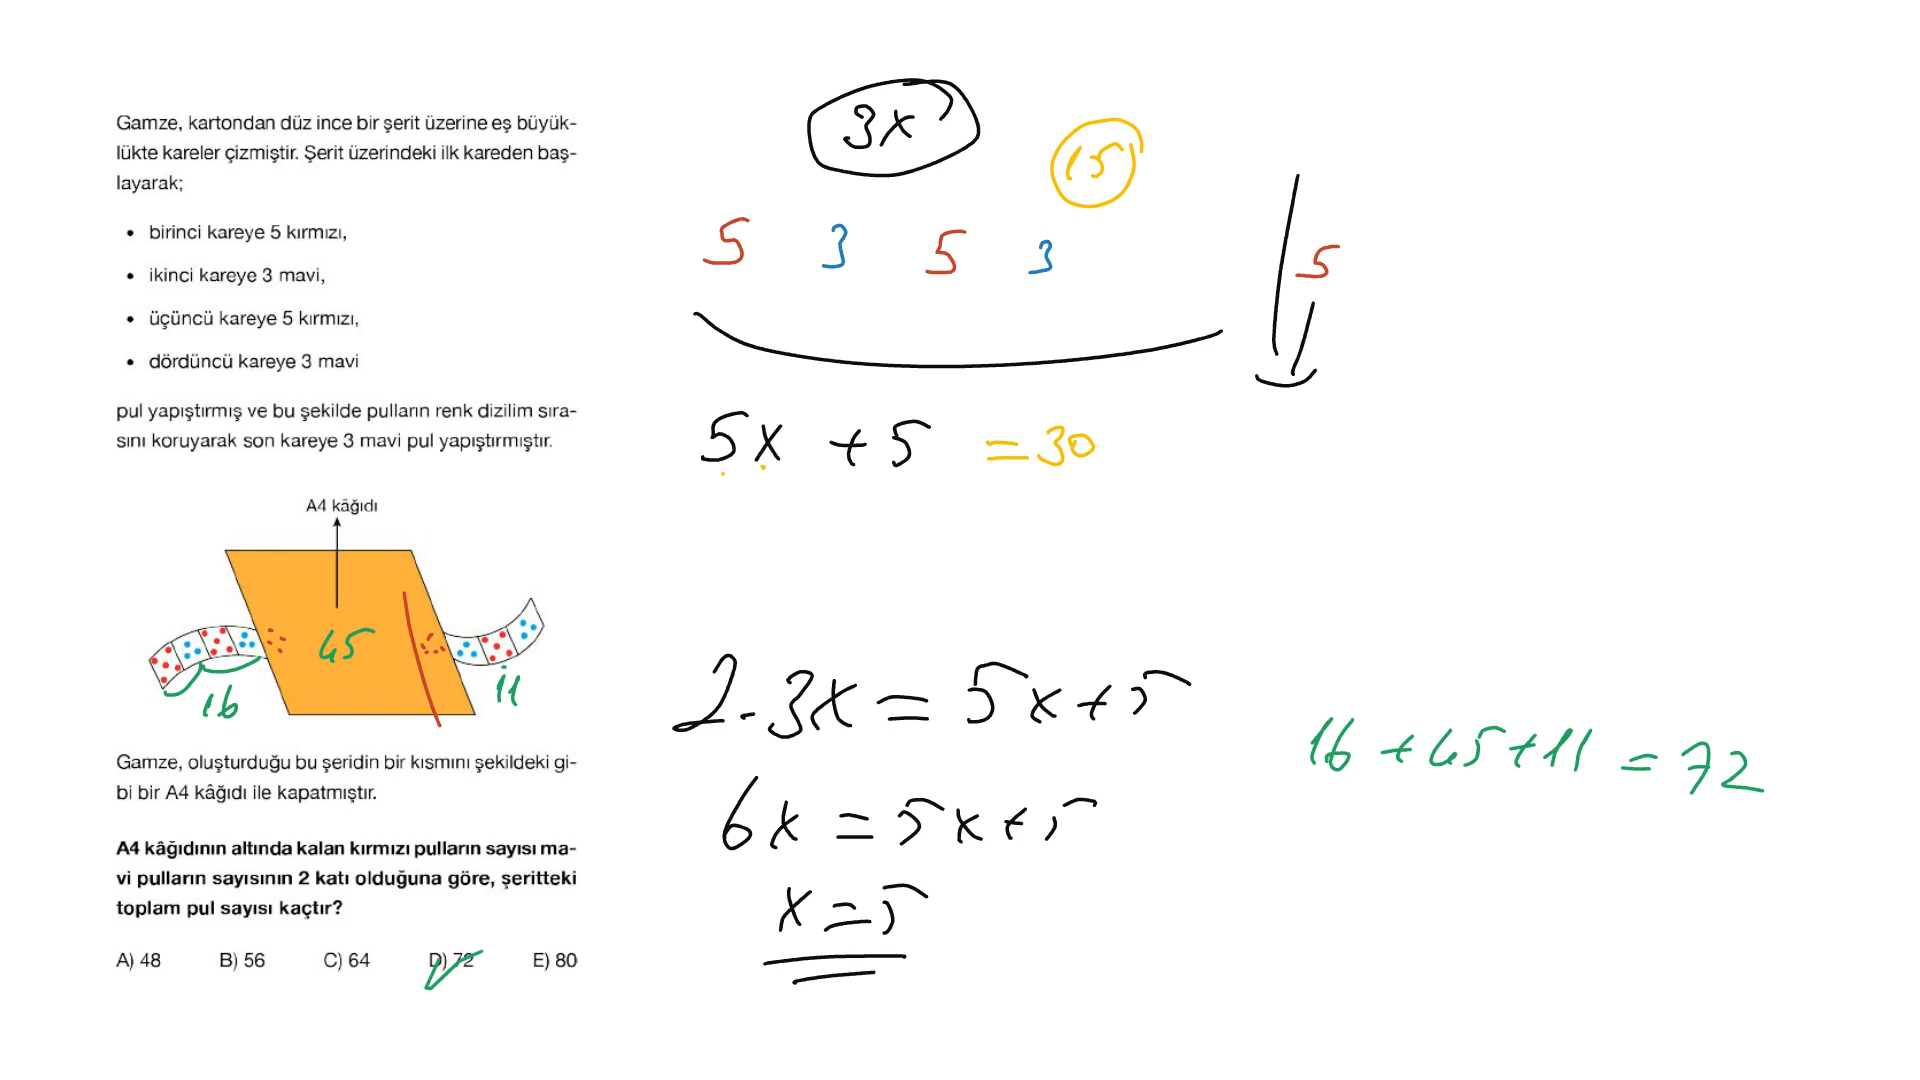 Gamze, kartondan düz ince bir şerit üzerine eş büyük-
lükte kareler çizmiştir. Şerit üzerindeki ilk kareden baş-
layarak;
• birinci kareye 5 kırmızı,
• ikinci kareye 3 mavi,
• üçüncü kareye 5 kırmızı,
• dördüncü kareye 3 mavi
pul yapıştırmış ve bu şekilde pulların renk dizilim sıra-
sını koruyarak son kareye 3 mavi pul yapıştırmıştır.
A4 kâğıdı
45
16
11
Gamze, oluşturduğu bu şeridin bir kısmını şekildeki gi-
bi bir A4 kâğıdı ile kapatmıştır.
A4 kâğıdının altında kalan kırmızı pulların sayısı ma-
vi pulların sayısının 2 katı olduğuna göre, şeritteki
toplam pul sayısı kaçtır?
A) 48 B) 56 C) 64 D) 72 E) 80
3x
15
5 3 5 3 5
5x + 5 = 30
2. 3x = 5x + 5
6x = 5x + 5
x = 5
16 + 45 + 11 = 72